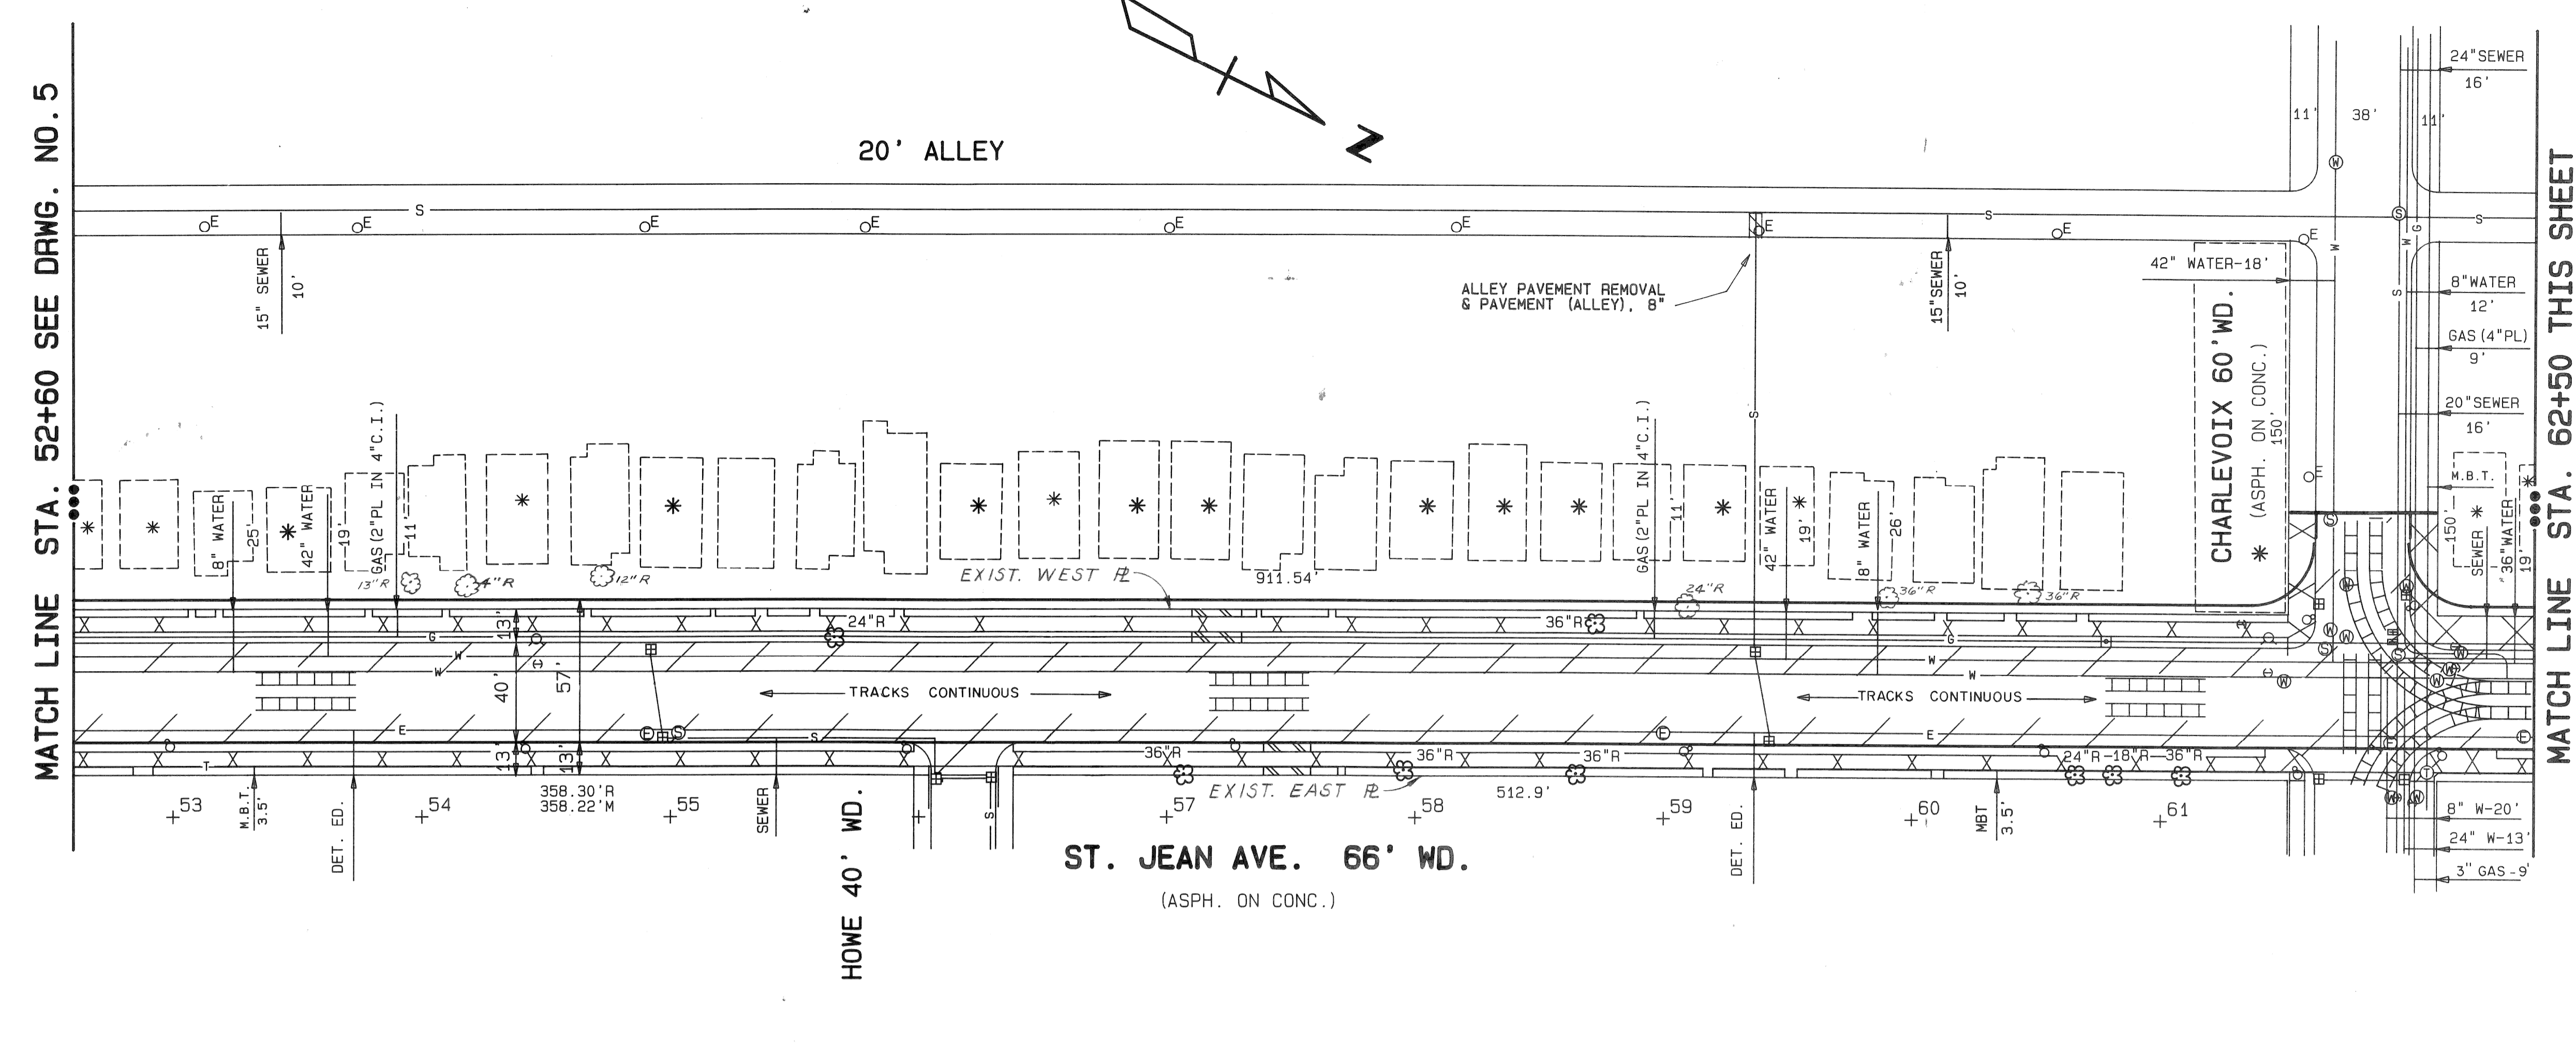 MATCH LINE STA. 52+60 SEE DRWG. NO. 5
N
20' ALLEY
S
S
S
E
E
E
E
E
E
E
E
E
15" SEWER
10'
ALLEY PAVEMENT REMOVAL
& PAVEMENT (ALLEY), 8"
15"SEWER
10'
11'
38'
11'
W
S
W
W
G
S
S
24"SEWER
16'
42" WATER-18'
8"WATER
12'
GAS (4"PL)
9'
20"SEWER
16'
M.B.T.
CHARLEVOIX 60'WD.
* (ASPH. ON CONC.)
150'
E
150'
SEWER *
36"WATER
19'
MATCH LINE STA. 62+50 THIS SHEET
8" WATER
25'
42" WATER
19'
GAS(2"PL IN 4"C.I.)
11'
13"R
4"R
12"R
EXIST. WEST PL
911.54'
GAS(2"PL IN 4"C.I.)
11'
24"R
42" WATER
19'
8" WATER
26'
36"R
36"R
13'
24"R
36"R
G
G
W
W
W
W
40'
57'
TRACKS CONTINUOUS
TRACKS CONTINUOUS
E
E
S
S
E
E
T
13'
13'
36"R
36"R
36"R
24"R-18"R-36"R
EXIST. EAST PL
512.9'
53
54
55
57
58
59
60
61
M.B.T.
3.5'
DET. ED.
358.30'R
358.22'M
SEWER
HOWE 40' WD.
S
DET. ED.
MBT
3.5'
8" W-20'
24" W-13'
3" GAS-9'
ST. JEAN AVE. 66' WD.
(ASPH. ON CONC.)